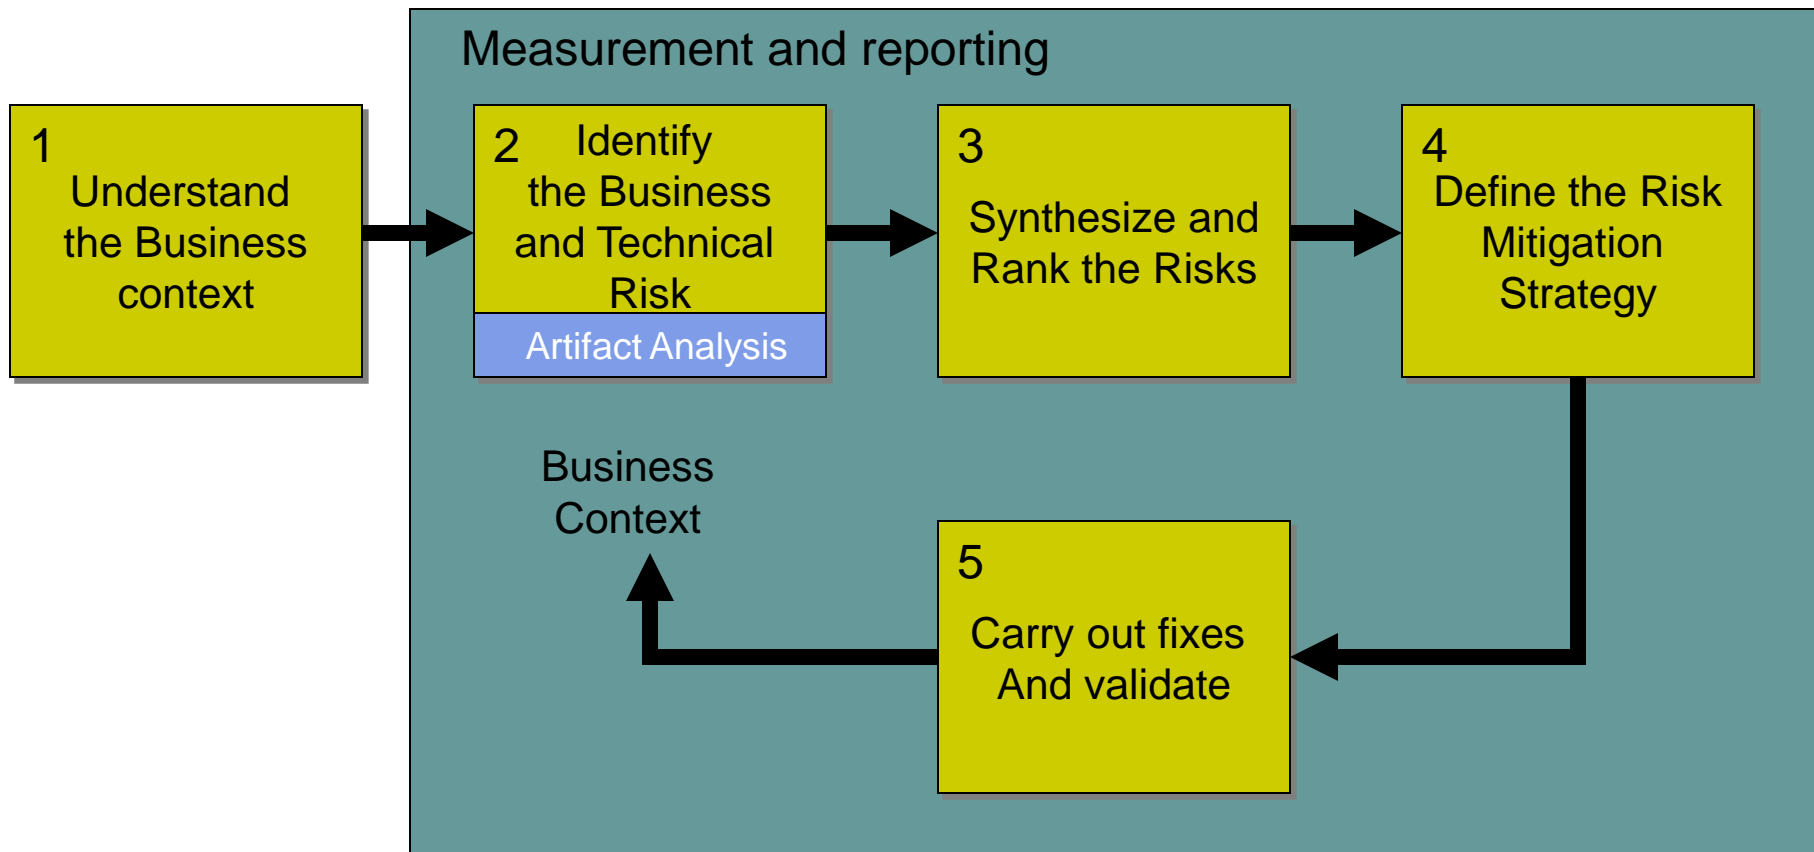 Measurement and reporting
1
Understand
the Business
context
2
Identify
the Business
and Technical
Risk
Artifact Analysis
3
Synthesize and
Rank the Risks
4
Define the Risk
Mitigation
Strategy
Business
Context
5
Carry out fixes
And validate